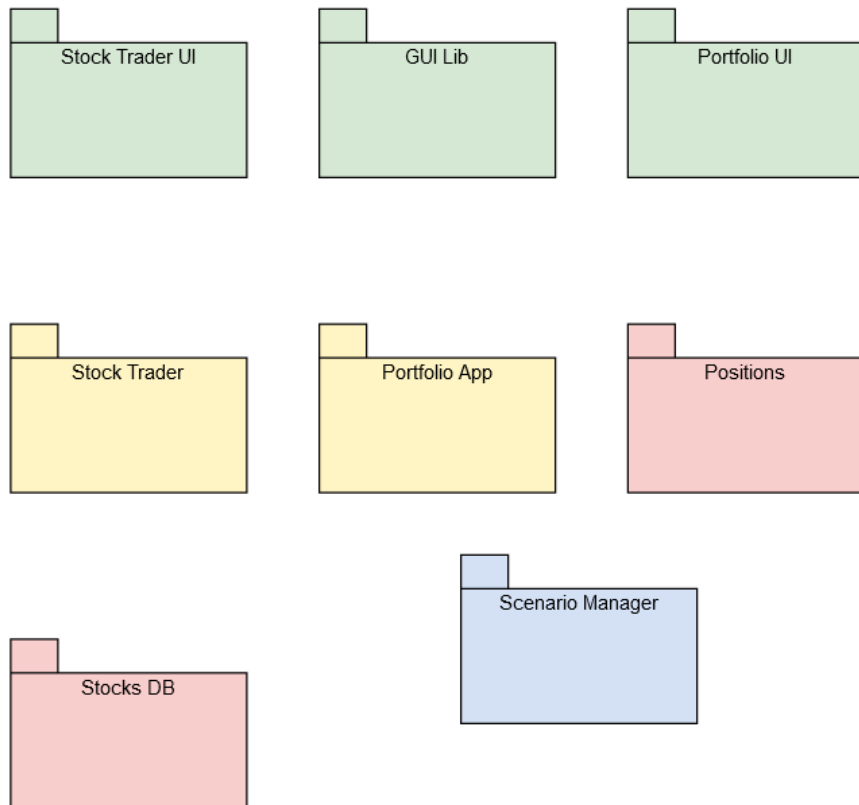 Stock Trader UI
GUI Lib
Portfolio UI
Stock Trader
Portfolio App
Positions
Scenario Manager
Stocks DB